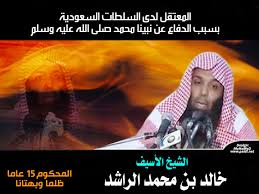 المعتقل لدى السلطات السعودية
بسبب الدفاع عن نبينا محمد صلى الله عليه وسلم
الشيخ الأسيف
خالد بن محمد الراشد
المحكوم 15 عاما
ظلما وبهتانا